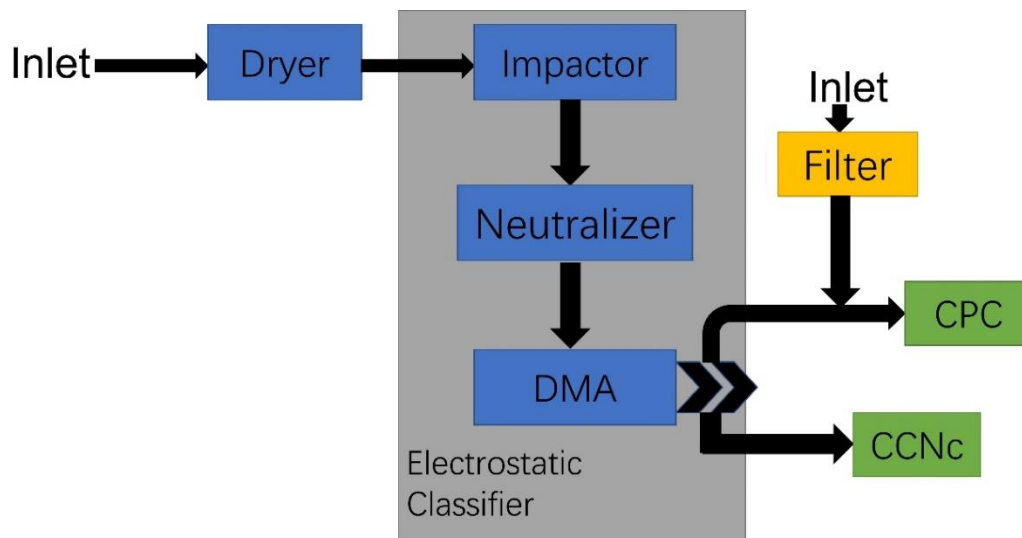 Inlet
Dryer
Impactor
Inlet
Filter
Neutralizer
CPC
DMA
CCNc
Electrostatic
Classifier